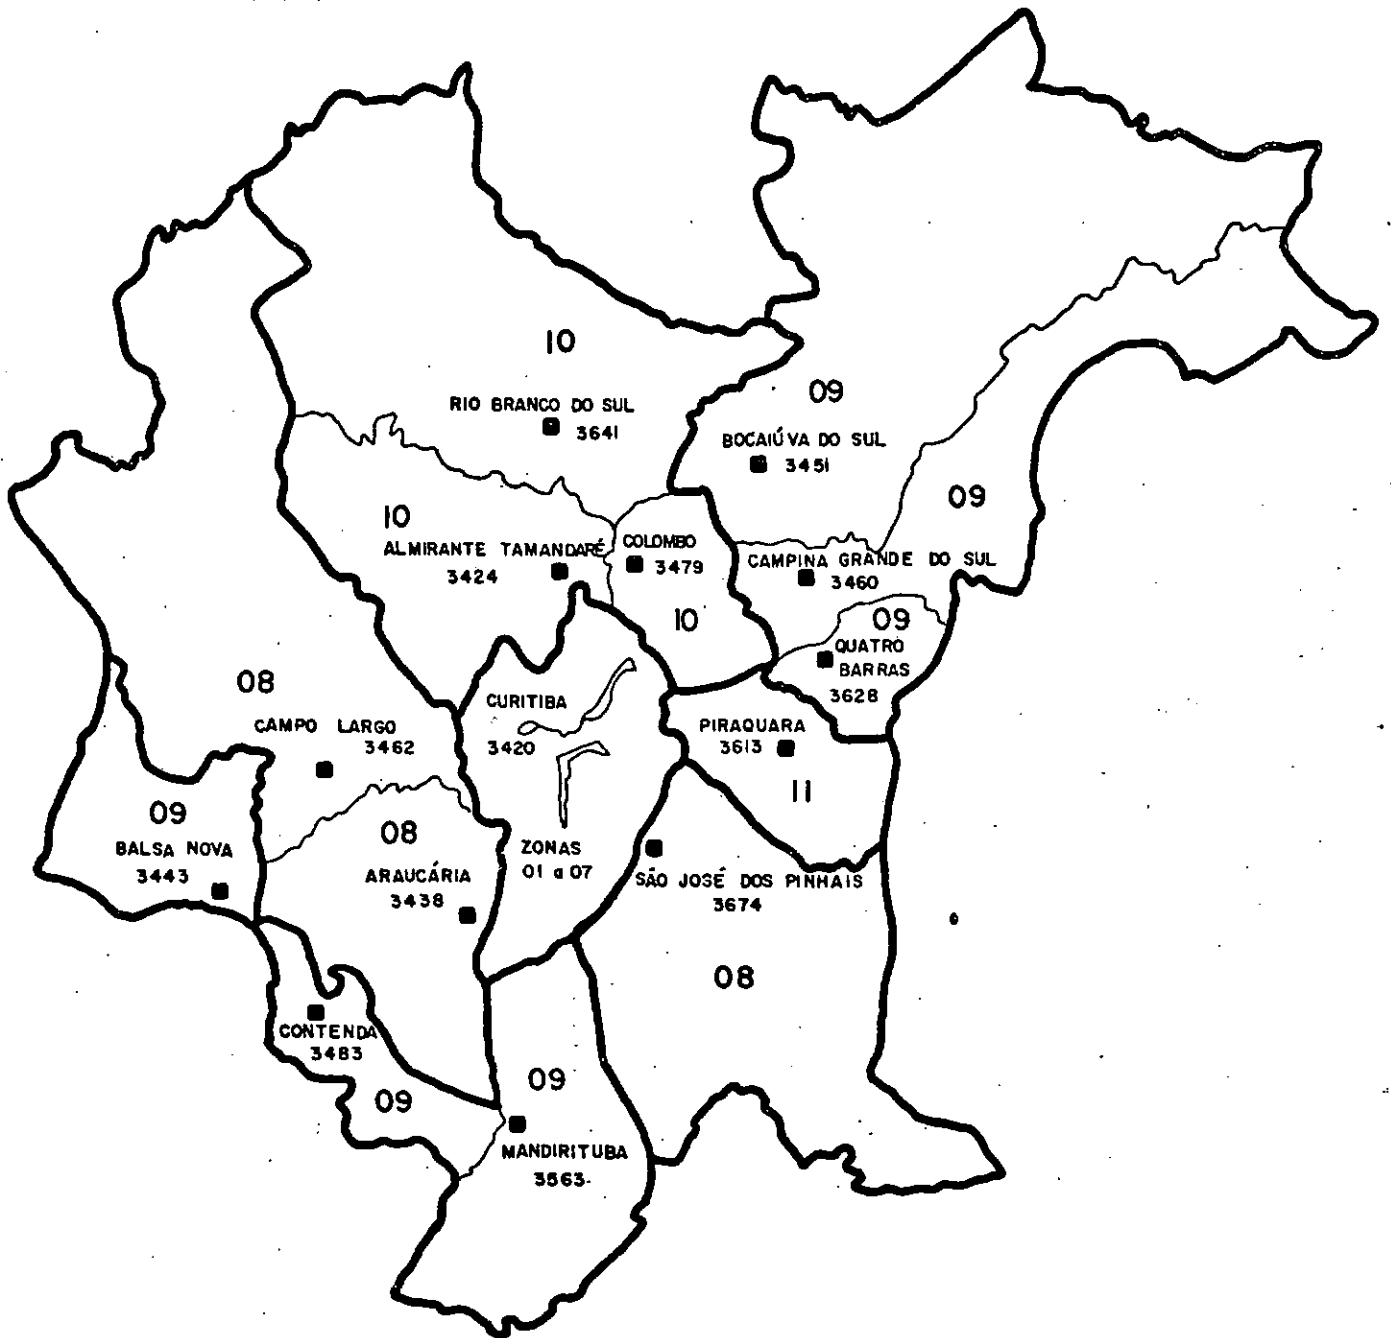 10
RIO BRANCO DO SUL
3641
09
BOCAIÚVA DO SUL
3451
09
10
ALMIRANTE TAMANDARÉ
3424
COLOMBO
3479
10
CAMPINA GRANDE DO SUL
3460
09
QUATRO
BARRAS
3628
08
CAMPO LARGO
3462
CURITIBA
3420
ZONAS
01 a 07
PIRAQUARA
3613
11
09
BALSA NOVA
3443
08
ARAUCÁRIA
3438
SÃO JOSÉ DOS PINHAIS
3674
08
CONTENDA
3483
09
09
MANDIRITUBA
3563